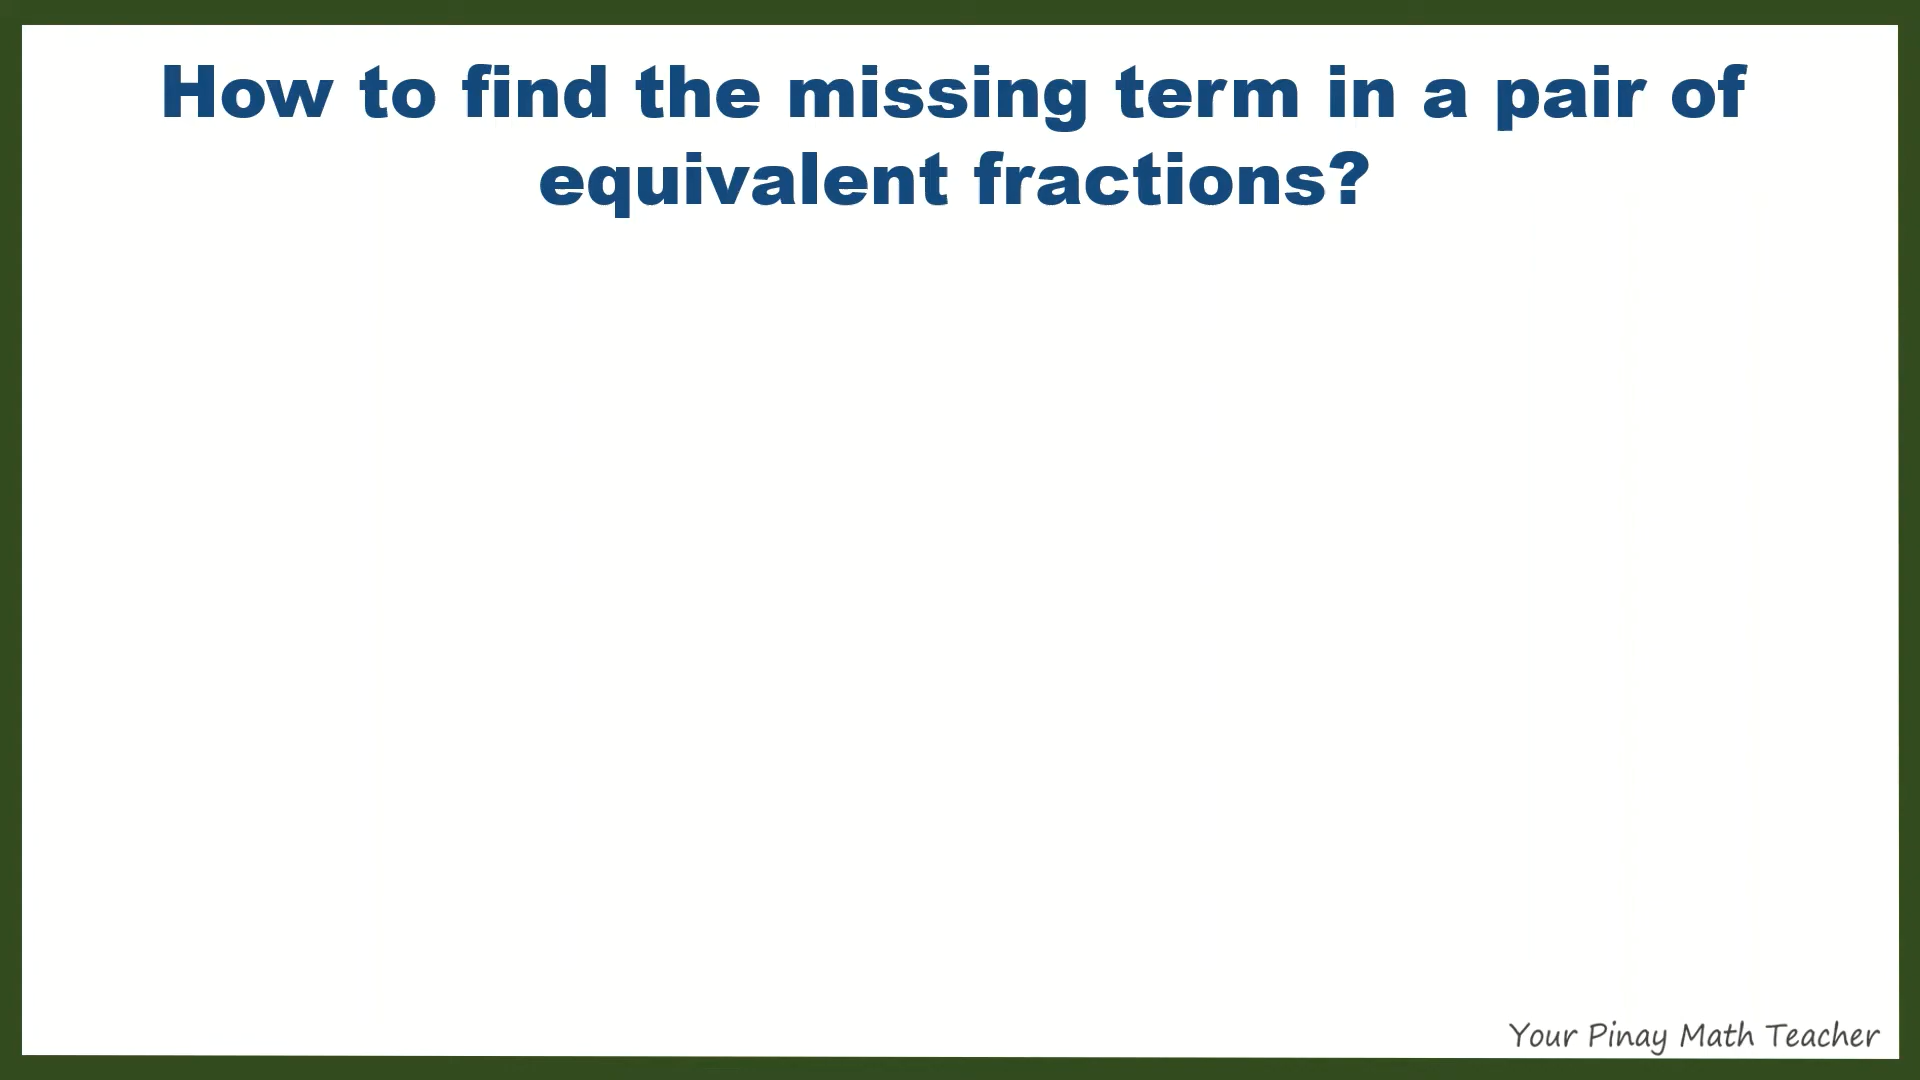 How to find the missing term in a pair of
equivalent fractions?
Your Pinay Math Teacher